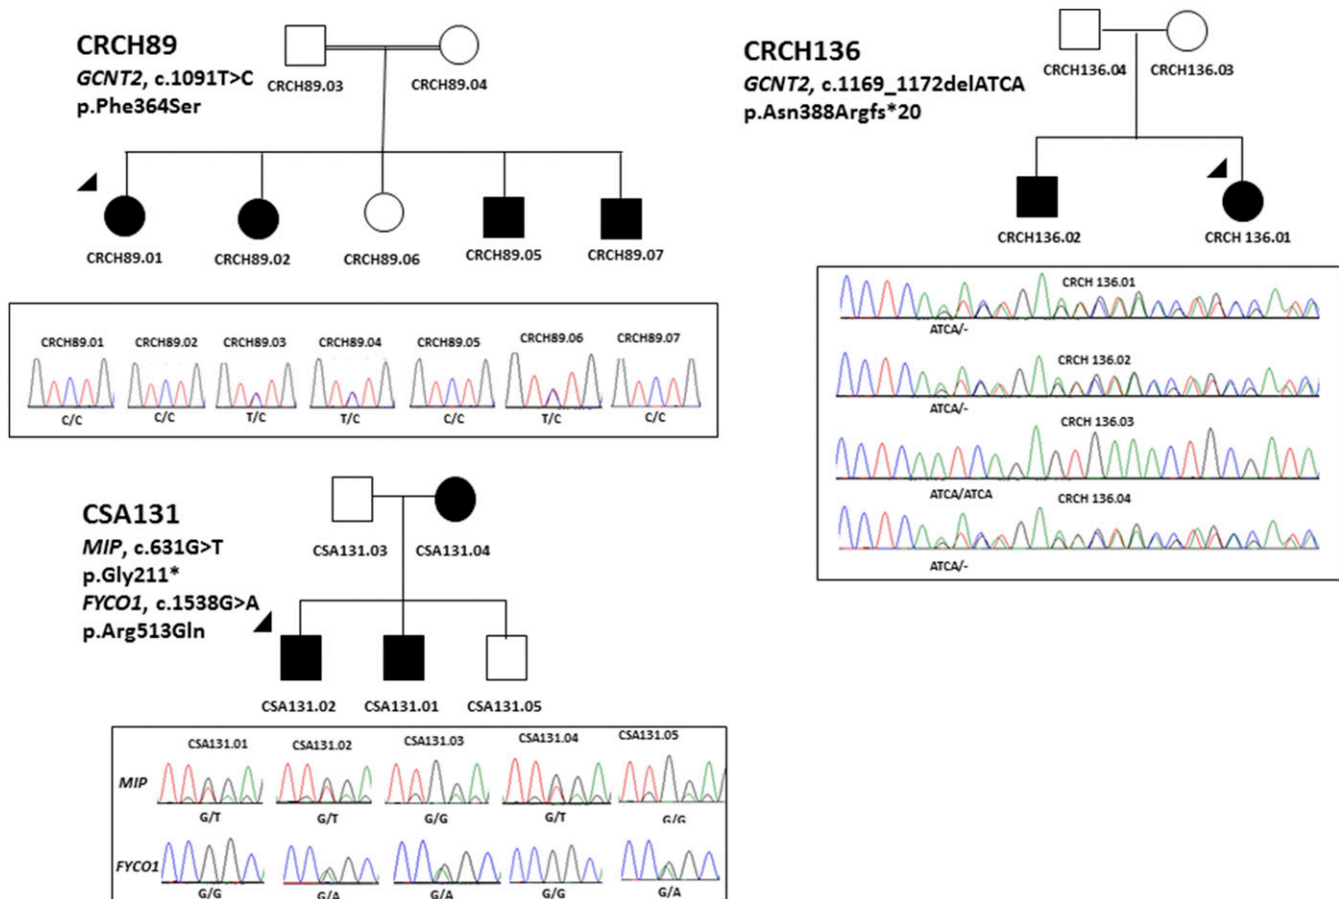 CRCH89
GCNT2, c.1091T>C
p.Phe364Ser
CRCH89.03
CRCH89.04
CRCH89.01
CRCH89.02
CRCH89.06
CRCH89.05
CRCH89.07
CRCH89.01 CRCH89.02 CRCH89.03 CRCH89.04 CRCH89.05 CRCH89.06 CRCH89.07
C/C C/C T/C T/C C/C T/C C/C
CRCH136
GCNT2, c.1169_1172delATCA
p.Asn388Argfs*20
CRCH136.04
CRCH136.03
CRCH136.02
CRCH 136.01
CRCH 136.01
ATCA/-
CRCH 136.02
ATCA/-
CRCH 136.03
ATCA/ATCA
CRCH 136.04
ATCA/-
CSA131
MIP, c.631G>T
p.Gly211*
FYCO1, c.1538G>A
p.Arg513Gln
CSA131.03
CSA131.04
CSA131.02
CSA131.01
CSA131.05
CSA131.01 CSA131.02 CSA131.03 CSA131.04 CSA131.05
MIP
G/T G/T G/G G/T G/G
FYCO1
G/G G/A G/A G/G G/A